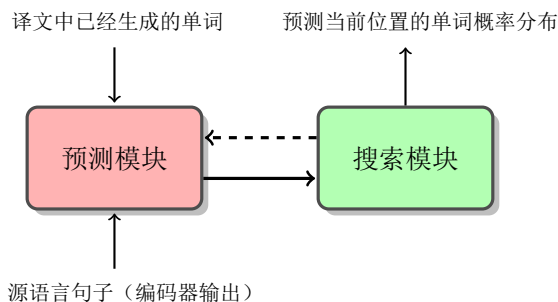 译文中已经生成的单词
预测当前位置的单词概率分布
预测模块
搜索模块
源语言句子（编码器输出）